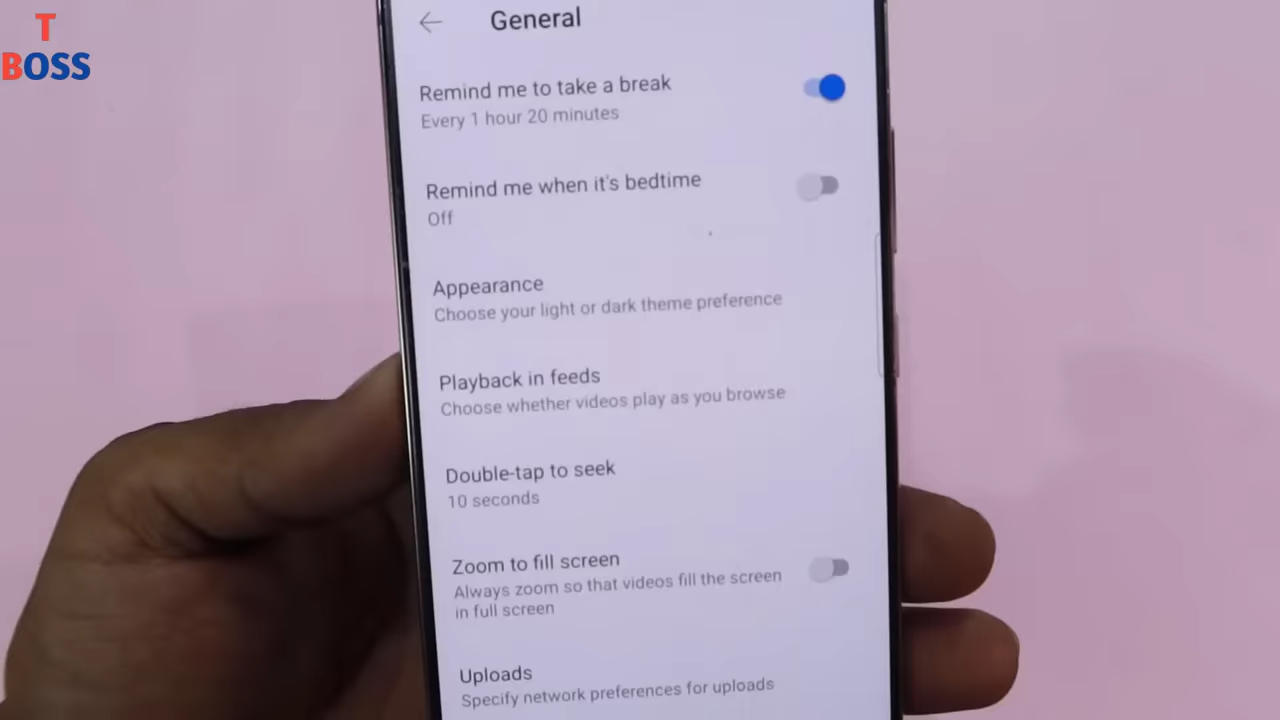 T
BOSS
General
Remind me to take a break
Every 1 hour 20 minutes
Remind me when it's bedtime
Off
Appearance
Choose your light or dark theme preference
Playback in feeds
Choose whether videos play as you browse
Double-tap to seek
10 seconds
Zoom to fill screen
Always zoom so that videos fill the screen
in full screen
Uploads
Specify network preferences for uploads